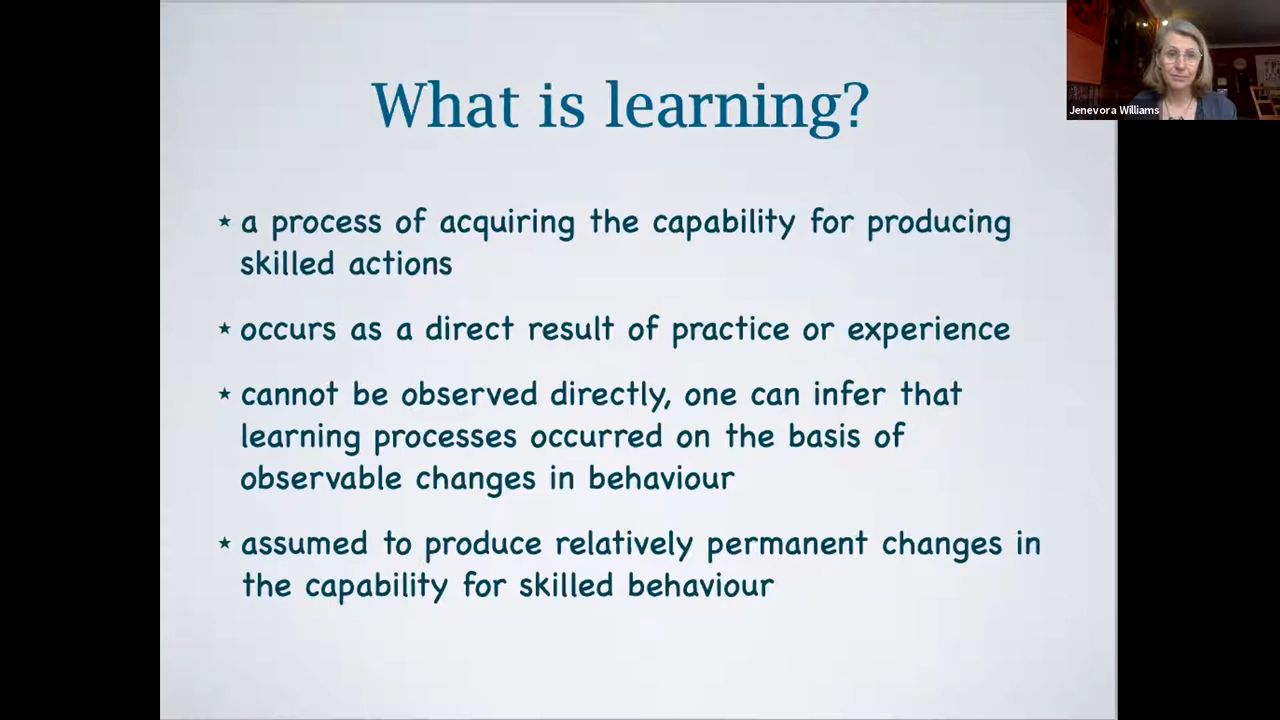 What is learning?
Jenevora Williams
★ a process of acquiring the capability for producing
skilled actions
★ occurs as a direct result of practice or experience
★ cannot be observed directly, one can infer that
learning processes occurred on the basis of
observable changes in behaviour
★ assumed to produce relatively permanent changes in
the capability for skilled behaviour